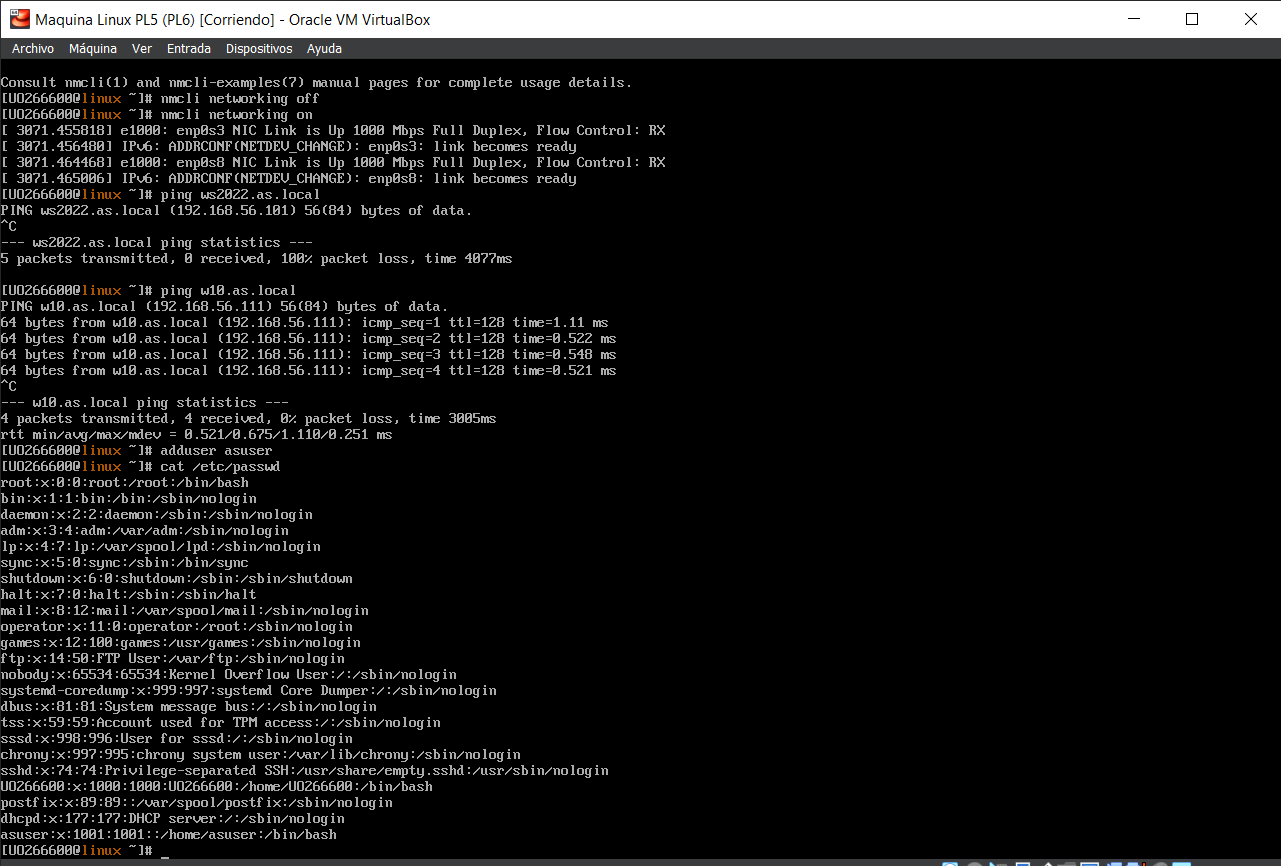 Maquina Linux PL5 (PL6) [Corriendo] - Oracle VM VirtualBox
Archivo Máquina Ver Entrada Dispositivos Ayuda
Consult nmcli(1) and nmcli-examples(7) manual pages for complete usage details.
[UO266600@linux ~]# nmcli networking off
[UO266600@linux ~]# nmcli networking on
[ 3071.455818] e1000: enp0s3 NIC Link is Up 1000 Mbps Full Duplex, Flow Control: RX
[ 3071.456480] IPv6: ADDRCONF(NETDEV_CHANGE): enp0s3: link becomes ready
[ 3071.464468] e1000: enp0s8 NIC Link is Up 1000 Mbps Full Duplex, Flow Control: RX
[ 3071.465006] IPv6: ADDRCONF(NETDEV_CHANGE): enp0s8: link becomes ready
[UO266600@linux ~]# ping ws2022.as.local
PING ws2022.as.local (192.168.56.101) 56(84) bytes of data.
^C
--- ws2022.as.local ping statistics ---
5 packets transmitted, 0 received, 100% packet loss, time 4077ms
[UO266600@linux ~]# ping w10.as.local
PING w10.as.local (192.168.56.111) 56(84) bytes of data.
64 bytes from w10.as.local (192.168.56.111): icmp_seq=1 ttl=128 time=1.11 ms
64 bytes from w10.as.local (192.168.56.111): icmp_seq=2 ttl=128 time=0.522 ms
64 bytes from w10.as.local (192.168.56.111): icmp_seq=3 ttl=128 time=0.548 ms
64 bytes from w10.as.local (192.168.56.111): icmp_seq=4 ttl=128 time=0.521 ms
^C
--- w10.as.local ping statistics ---
4 packets transmitted, 4 received, 0% packet loss, time 3005ms
rtt min/avg/max/mdev = 0.521/0.675/1.110/0.251 ms
[UO266600@linux ~]# adduser asuser
[UO266600@linux ~]# cat /etc/passwd
root:x:0:0:root:/root:/bin/bash
bin:x:1:1:bin:/bin:/sbin/nologin
daemon:x:2:2:daemon:/sbin:/sbin/nologin
adm:x:3:4:adm:/var/adm:/sbin/nologin
lp:x:4:7:lp:/var/spool/lpd:/sbin/nologin
sync:x:5:0:sync:/sbin:/bin/sync
shutdown:x:6:0:shutdown:/sbin:/sbin/shutdown
halt:x:7:0:halt:/sbin:/sbin/halt
mail:x:8:12:mail:/var/spool/mail:/sbin/nologin
operator:x:11:0:operator:/root:/sbin/nologin
games:x:12:100:games:/usr/games:/sbin/nologin
ftp:x:14:50:FTP User:/var/ftp:/sbin/nologin
nobody:x:65534:65534:Kernel Overflow User:/:/sbin/nologin
systemd-coredump:x:999:997:systemd Core Dumper:/:/sbin/nologin
dbus:x:81:81:System message bus:/:/sbin/nologin
tss:x:59:59:Account used for TPM access:/:/sbin/nologin
sssd:x:998:996:User for sssd:/:/sbin/nologin
chrony:x:997:995:chrony system user:/var/lib/chrony:/sbin/nologin
sshd:x:74:74:Privilege-separated SSH:/usr/share/empty.sshd:/usr/sbin/nologin
UO266600:x:1000:1000:UO266600:/home/UO266600:/bin/bash
postfix:x:89:89::/var/spool/postfix:/sbin/nologin
dhcpd:x:177:177:DHCP server:/:/sbin/nologin
asuser:x:1001:1001::/home/asuser:/bin/bash
[UO266600@linux ~]# _